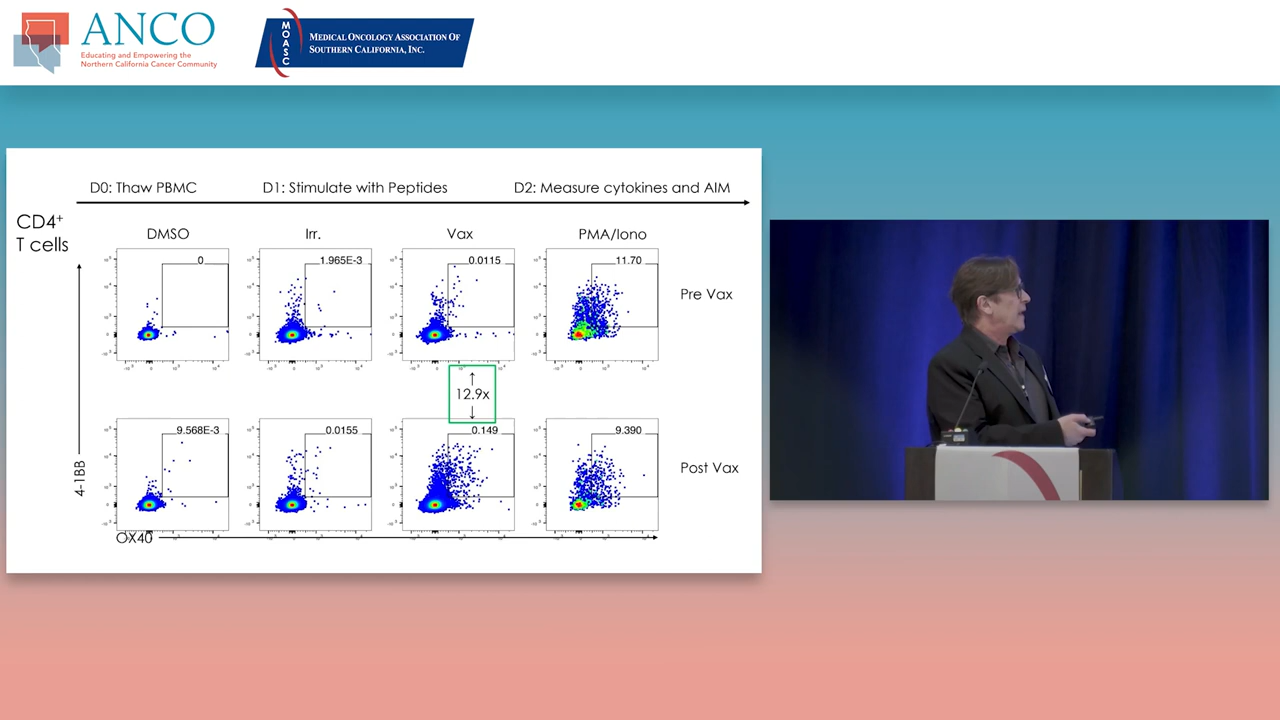 ANCO
Educating and Empowering the
Northern California Cancer Community
MOASC
MEDICAL ONCOLOGY ASSOCIATION OF
SOUTHERN CALIFORNIA, INC.
D0: Thaw PBMC
D1: Stimulate with Peptides
D2: Measure cytokines and AIM
CD4+
T cells
DMSO
Irr.
Vax
PMA/Iono
0
1.965E-3
0.0115
11.70
Pre Vax
12.9x
9.568E-3
0.0155
0.149
9.390
Post Vax
4-1BB
OX40